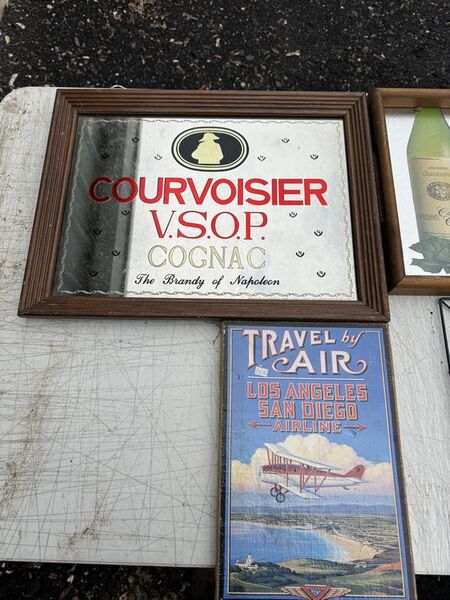 COURVOISIER
V.S.O.P.
COGNAC
The Brandy of Napoleon
TRAVEL by
AIR
LOS ANGELES
SAN DIEGO
AIRLINE